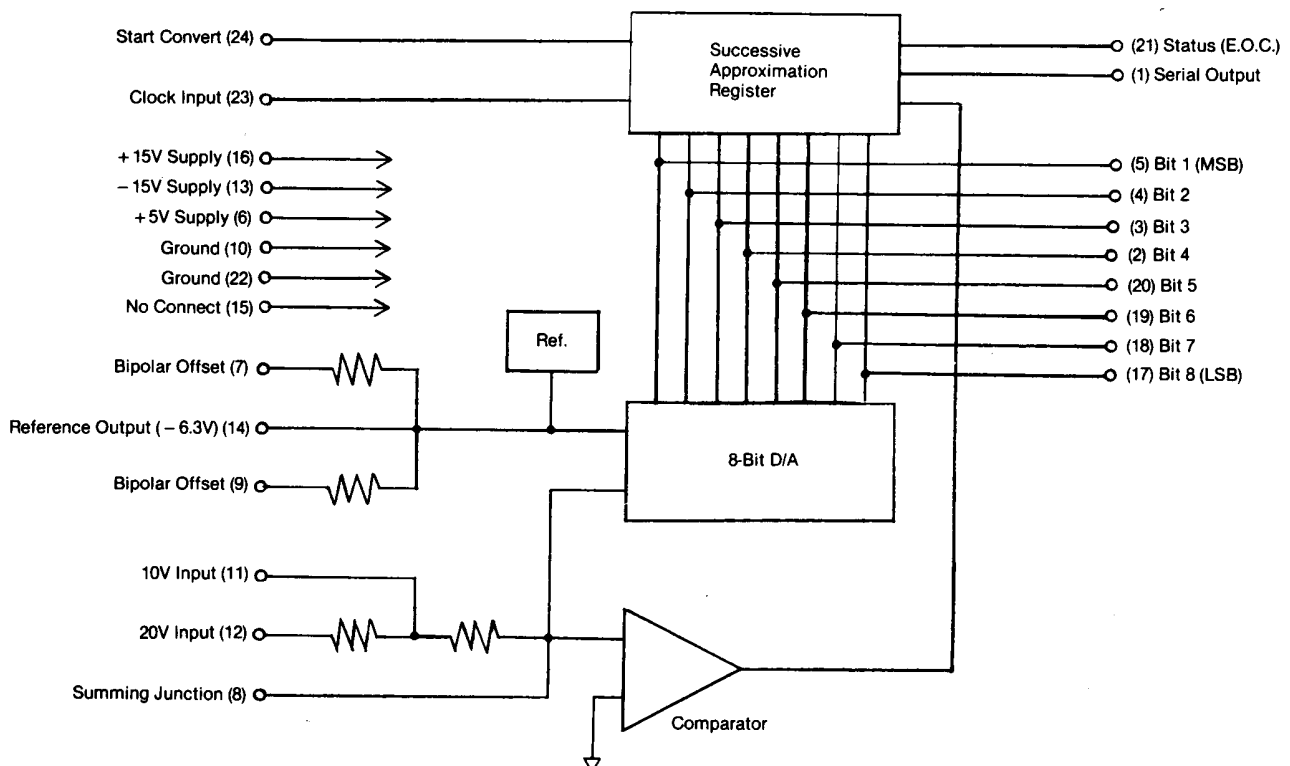 Start Convert (24)
Clock Input (23)
+ 15V Supply (16)
− 15V Supply (13)
+ 5V Supply (6)
Ground (10)
Ground (22)
No Connect (15)
Bipolar Offset (7)
Reference Output ( − 6.3V) (14)
Bipolar Offset (9)
10V Input (11)
20V Input (12)
Summing Junction (8)
Successive
Approximation
Register
Ref.
8-Bit D/A
Comparator
(21) Status (E.O.C.)
(1) Serial Output
(5) Bit 1 (MSB)
(4) Bit 2
(3) Bit 3
(2) Bit 4
(20) Bit 5
(19) Bit 6
(18) Bit 7
(17) Bit 8 (LSB)